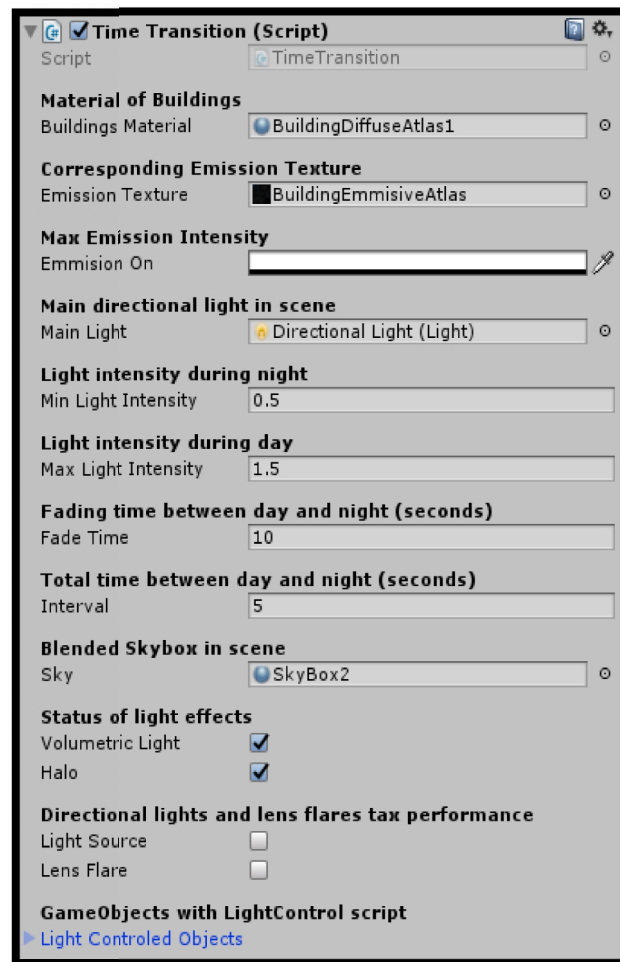 Time Transition (Script)
Script TimeTransition
Material of Buildings
Buildings Material BuildingDiffuseAtlas1
Corresponding Emission Texture
Emission Texture BuildingEmmisiveAtlas
Max Emission Intensity
Emmision On
Main directional light in scene
Main Light Directional Light (Light)
Light intensity during night
Min Light Intensity 0.5
Light intensity during day
Max Light Intensity 1.5
Fading time between day and night (seconds)
Fade Time 10
Total time between day and night (seconds)
Interval 5
Blended Skybox in scene
Sky SkyBox2
Status of light effects
Volumetric Light
Halo
Directional lights and lens flares tax performance
Light Source
Lens Flare
GameObjects with LightControl script
Light Controled Objects